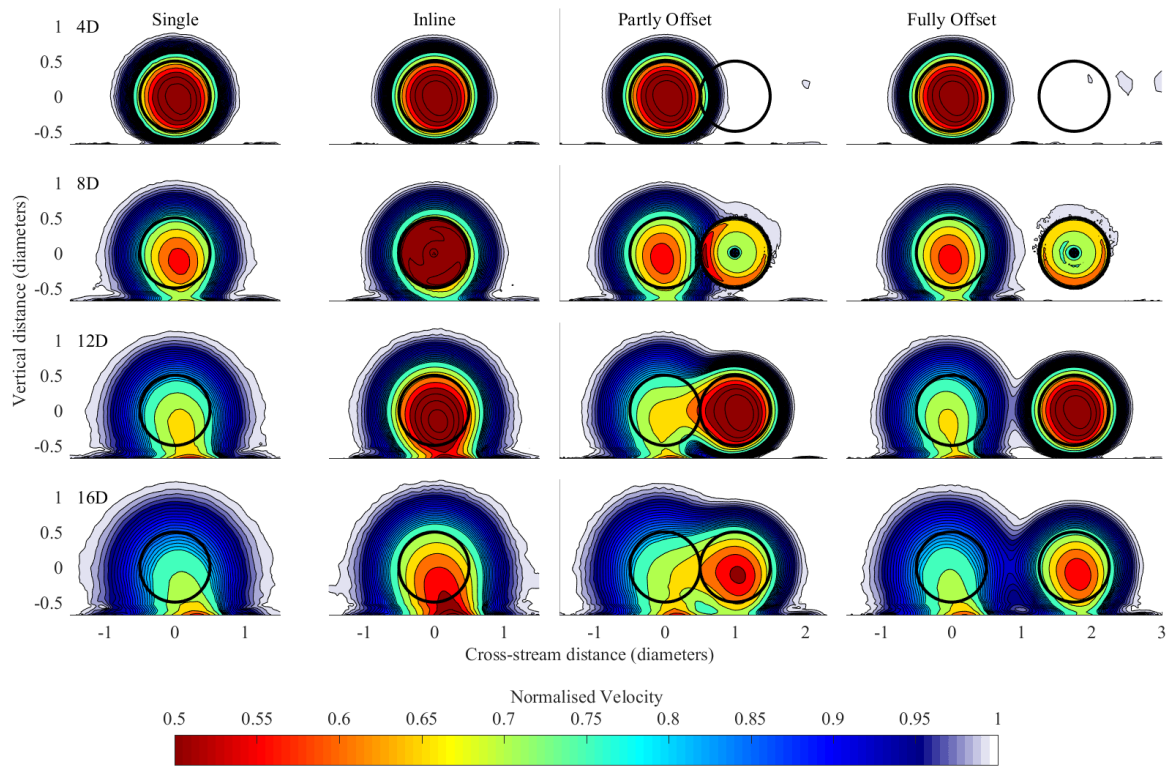 Single Inline Partly Offset Fully Offset
4D
1
0.5
0
-0.5
8D
1
0.5
0
-0.5
12D
1
0.5
0
-0.5
16D
1
0.5
0
-0.5
Vertical distance (diameters)
-1 0 1 -1 0 1 -1 0 1 2 -1 0 1 2 3
Cross-stream distance (diameters)
Normalised Velocity
0.5 0.55 0.6 0.65 0.7 0.75 0.8 0.85 0.9 0.95 1